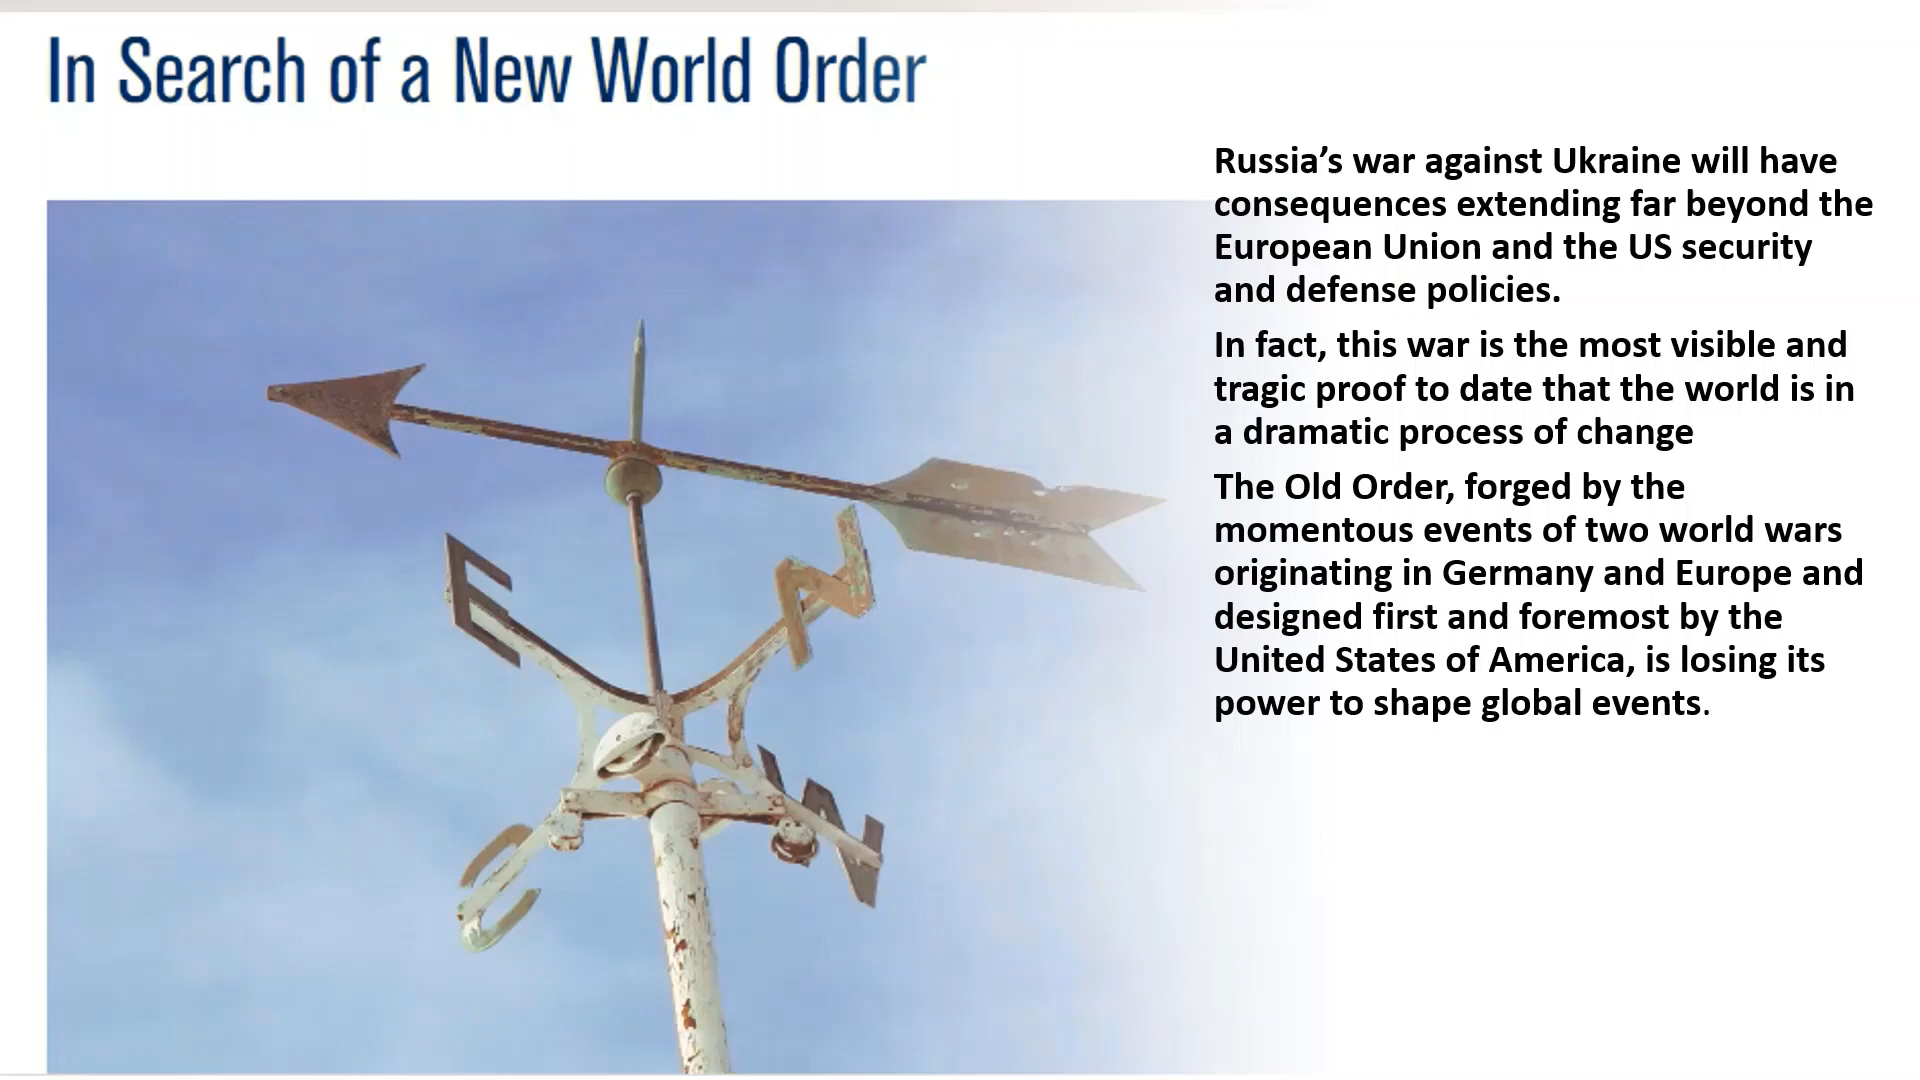 In Search of a New World Order
Russia’s war against Ukraine will have
consequences extending far beyond the
European Union and the US security
and defense policies.
In fact, this war is the most visible and
tragic proof to date that the world is in
a dramatic process of change
The Old Order, forged by the
momentous events of two world wars
originating in Germany and Europe and
designed first and foremost by the
United States of America, is losing its
power to shape global events.
E
N